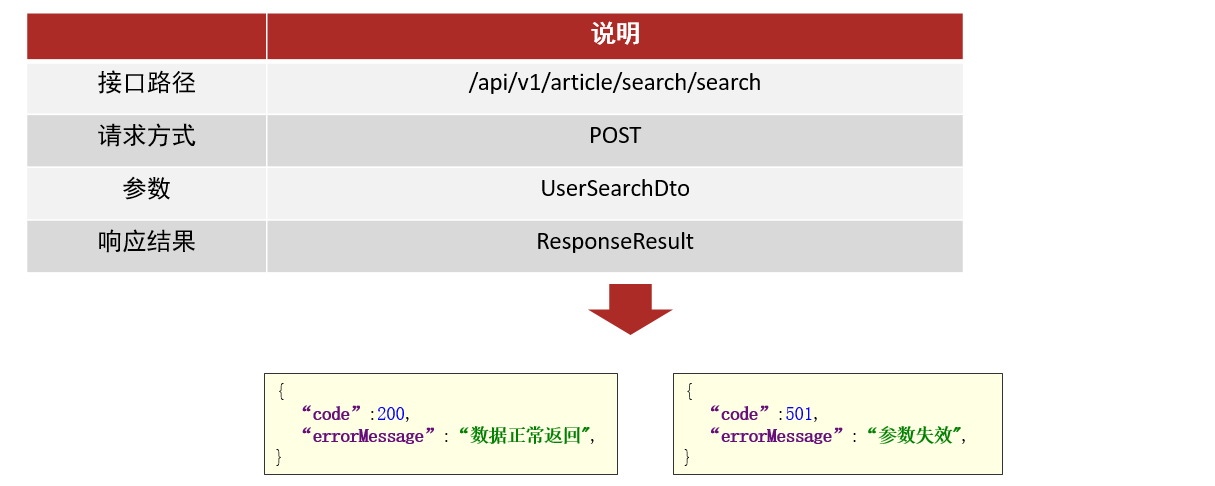 说明
接口路径 /api/v1/article/search/search
请求方式 POST
参数 UserSearchDto
响应结果 ResponseResult
{
“code”:200,
“errorMessage”:“数据正常返回",
}
{
“code”:501,
“errorMessage”:“参数失效",
}